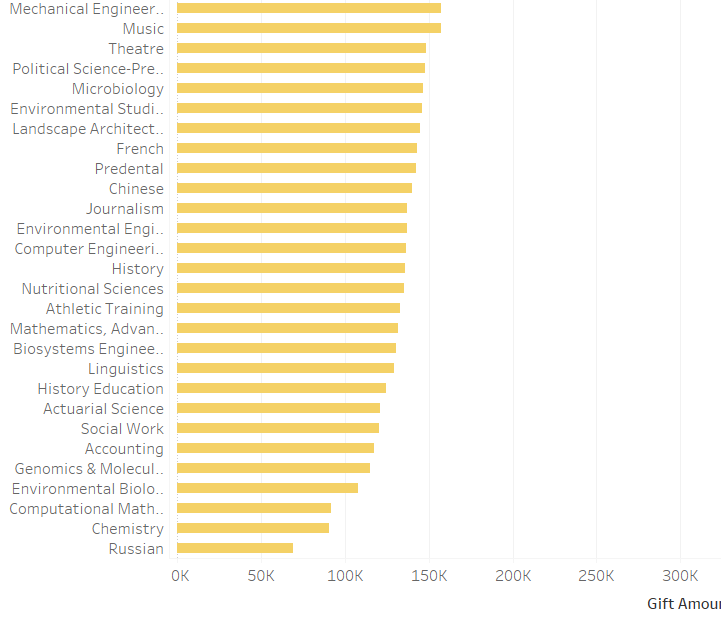 Mechanical Engineer..
Music
Theatre
Political Science-Pre..
Microbiology
Environmental Studi..
Landscape Architect..
French
Predental
Chinese
Journalism
Environmental Engi..
Computer Engineeri..
History
Nutritional Sciences
Athletic Training
Mathematics, Advan..
Biosystems Enginee..
Linguistics
History Education
Actuarial Science
Social Work
Accounting
Genomics & Molecul..
Environmental Biolo..
Computational Math..
Chemistry
Russian
0K 50K 100K 150K 200K 250K 300K
Gift Amou